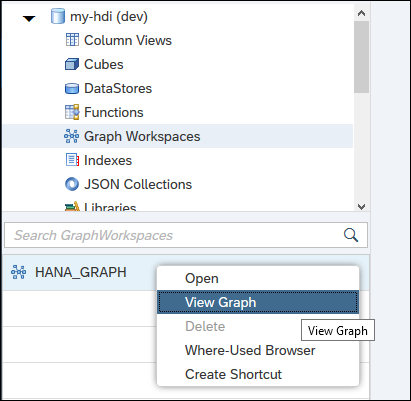 my-hdi (dev)
Column Views
Cubes
DataStores
Functions
Graph Workspaces
Indexes
JSON Collections
Libraries
Search GraphWorkspaces
HANA_GRAPH
Open
View Graph
Delete
View Graph
Where-Used Browser
Create Shortcut